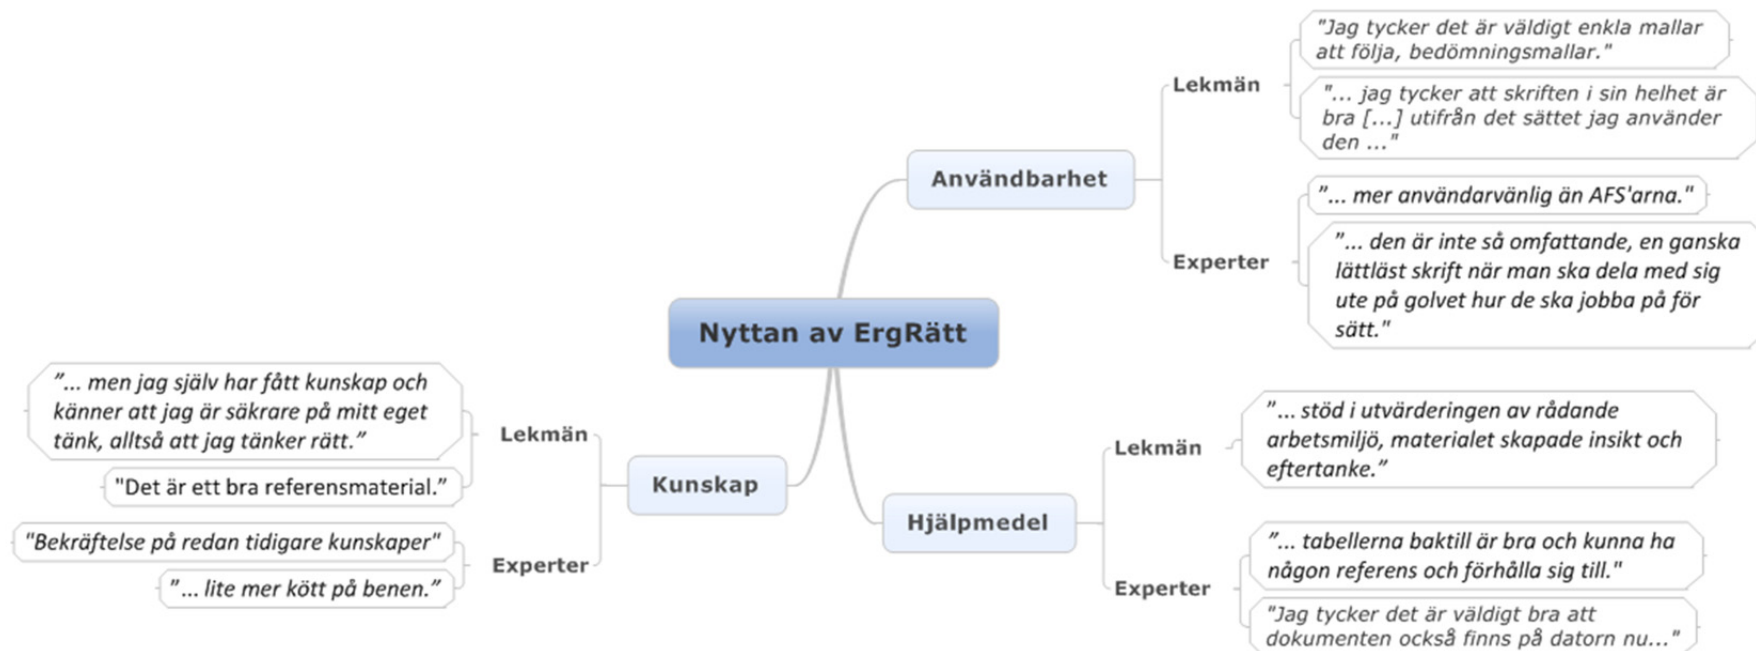 Nyttan av ErgRätt
Användbarhet
Lekmän
"Jag tycker det är väldigt enkla mallar
att följa, bedömningsmallar."
"... jag tycker att skriften i sin helhet är
bra [...] utifrån det sättet jag använder
den ..."
Experter
”... mer användarvänlig än AFS'arna."
”... den är inte så omfattande, en ganska
lättläst skrift när man ska dela med sig
ute på golvet hur de ska jobba på för
sätt."
Hjälpmedel
Lekmän
”... stöd i utvärderingen av rådande
arbetsmiljö, materialet skapade insikt och
eftertanke.”
Experter
”... tabellerna baktill är bra och kunna ha
någon referens och förhålla sig till."
"Jag tycker det är väldigt bra att
dokumenten också finns på datorn nu..."
Kunskap
Lekmän
”... men jag själv har fått kunskap och
känner att jag är säkrare på mitt eget
tänk, alltså att jag tänker rätt.”
"Det är ett bra referensmaterial.”
Experter
"Bekräftelse på redan tidigare kunskaper"
”... lite mer kött på benen.”